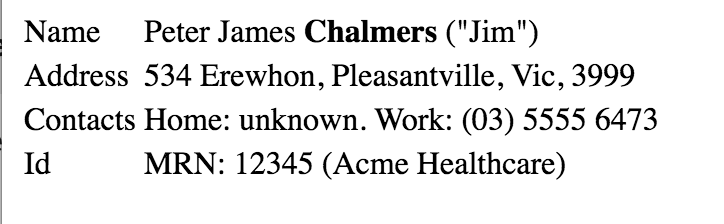 Name Peter James Chalmers ("Jim")
Address 534 Erewhon, Pleasantville, Vic, 3999
Contacts Home: unknown. Work: (03) 5555 6473
Id MRN: 12345 (Acme Healthcare)